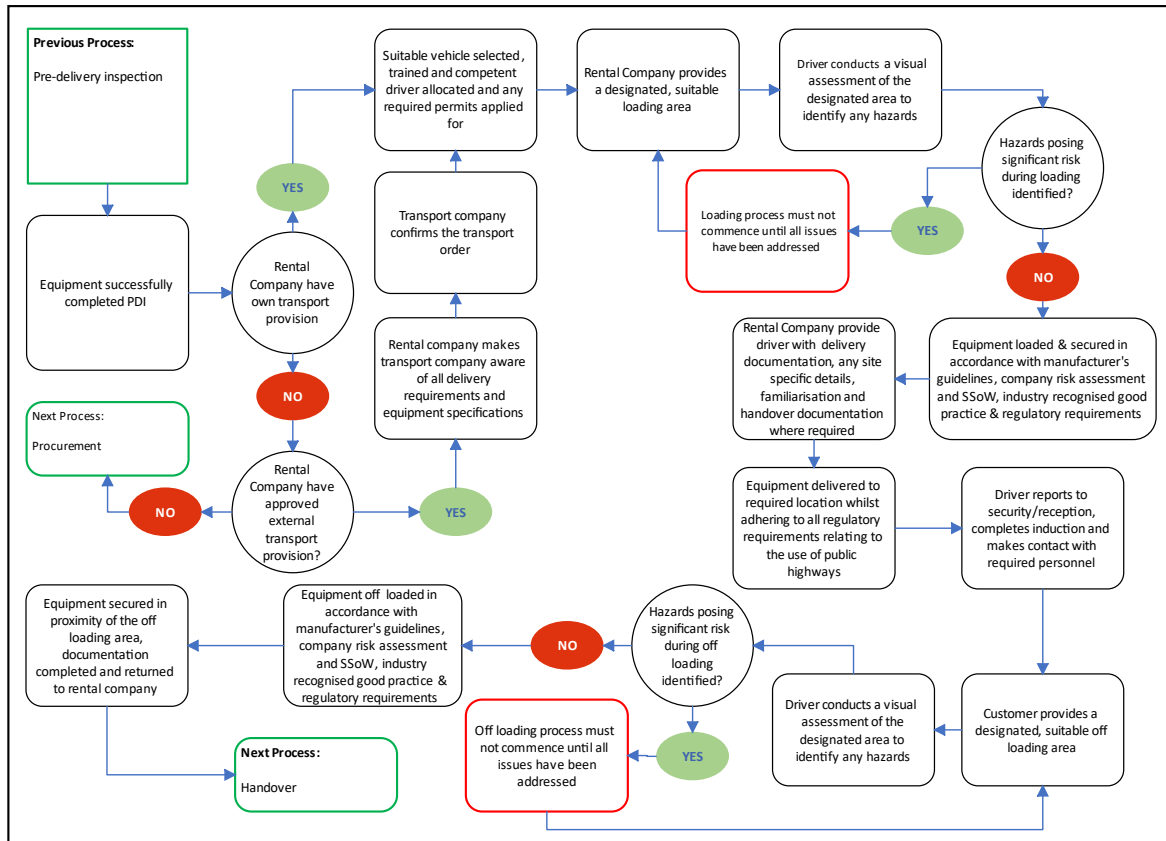 Previous Process:
Pre-delivery inspection
Equipment successfully
completed PDI
Rental
Company have
own transport
provision
YES
NO
Suitable vehicle selected,
trained and competent
driver allocated and any
required permits applied
for
Transport company
confirms the transport
order
Rental company makes
transport company aware
of all delivery
requirements and
equipment specifications
YES
Rental
Company have
approved
external
transport
provision?
NO
Next Process:
Procurement
Rental Company provides
a designated, suitable
loading area
Driver conducts a visual
assessment of the
designated area to
identify any hazards
Hazards posing
significant risk
during loading
identified?
YES
Loading process must not
commence until all issues
have been addressed
NO
Equipment loaded & secured in
accordance with manufacturer's
guidelines, company risk assessment
and SSoW, industry recognised good
practice & regulatory requirements
Rental Company provide
driver with delivery
documentation, any site
specific details,
familiarisation and
handover documentation
where required
Equipment delivered to
required location whilst
adhering to all regulatory
requirements relating to
the use of public
highways
Driver reports to
security/reception,
completes induction and
makes contact with
required personnel
Customer provides a
designated, suitable off
loading area
Driver conducts a visual
assessment of the
designated area to
identify any hazards
Hazards posing
significant risk
during off
loading
identified?
YES
Off loading process must
not commence until all
issues have been
addressed
NO
Equipment off loaded in
accordance with
manufacturer's guidelines,
company risk assessment
and SSoW, industry
recognised good practice &
regulatory requirements
Equipment secured in
proximity of the off
loading area,
documentation
completed and returned
to rental company
Next Process:
Handover